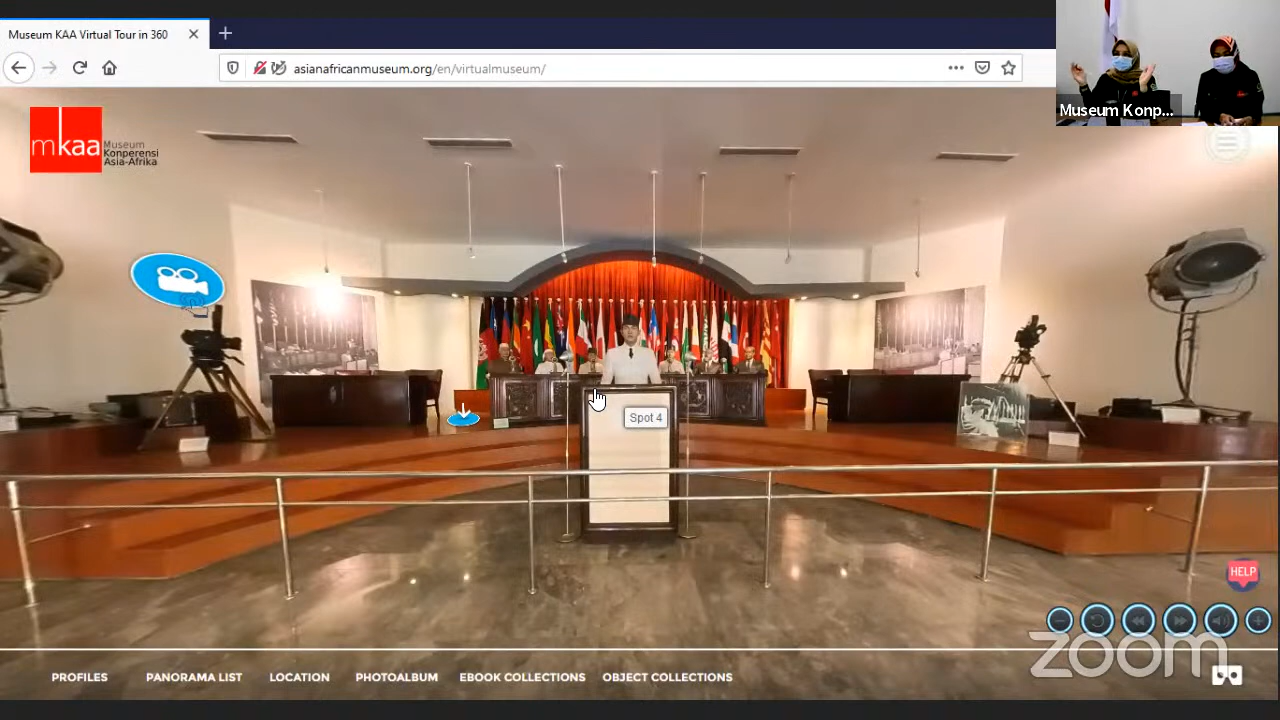 Museum KAA Virtual Tour in 360
asianafricanmuseum.org/en/virtualmuseum/
Museum Konp...
mkaa
Museum
Konperensi
Asia-Afrika
Spot 4
HELP
zoom
PROFILES
PANORAMA LIST
LOCATION
PHOTOALBUM
EBOOK COLLECTIONS
OBJECT COLLECTIONS